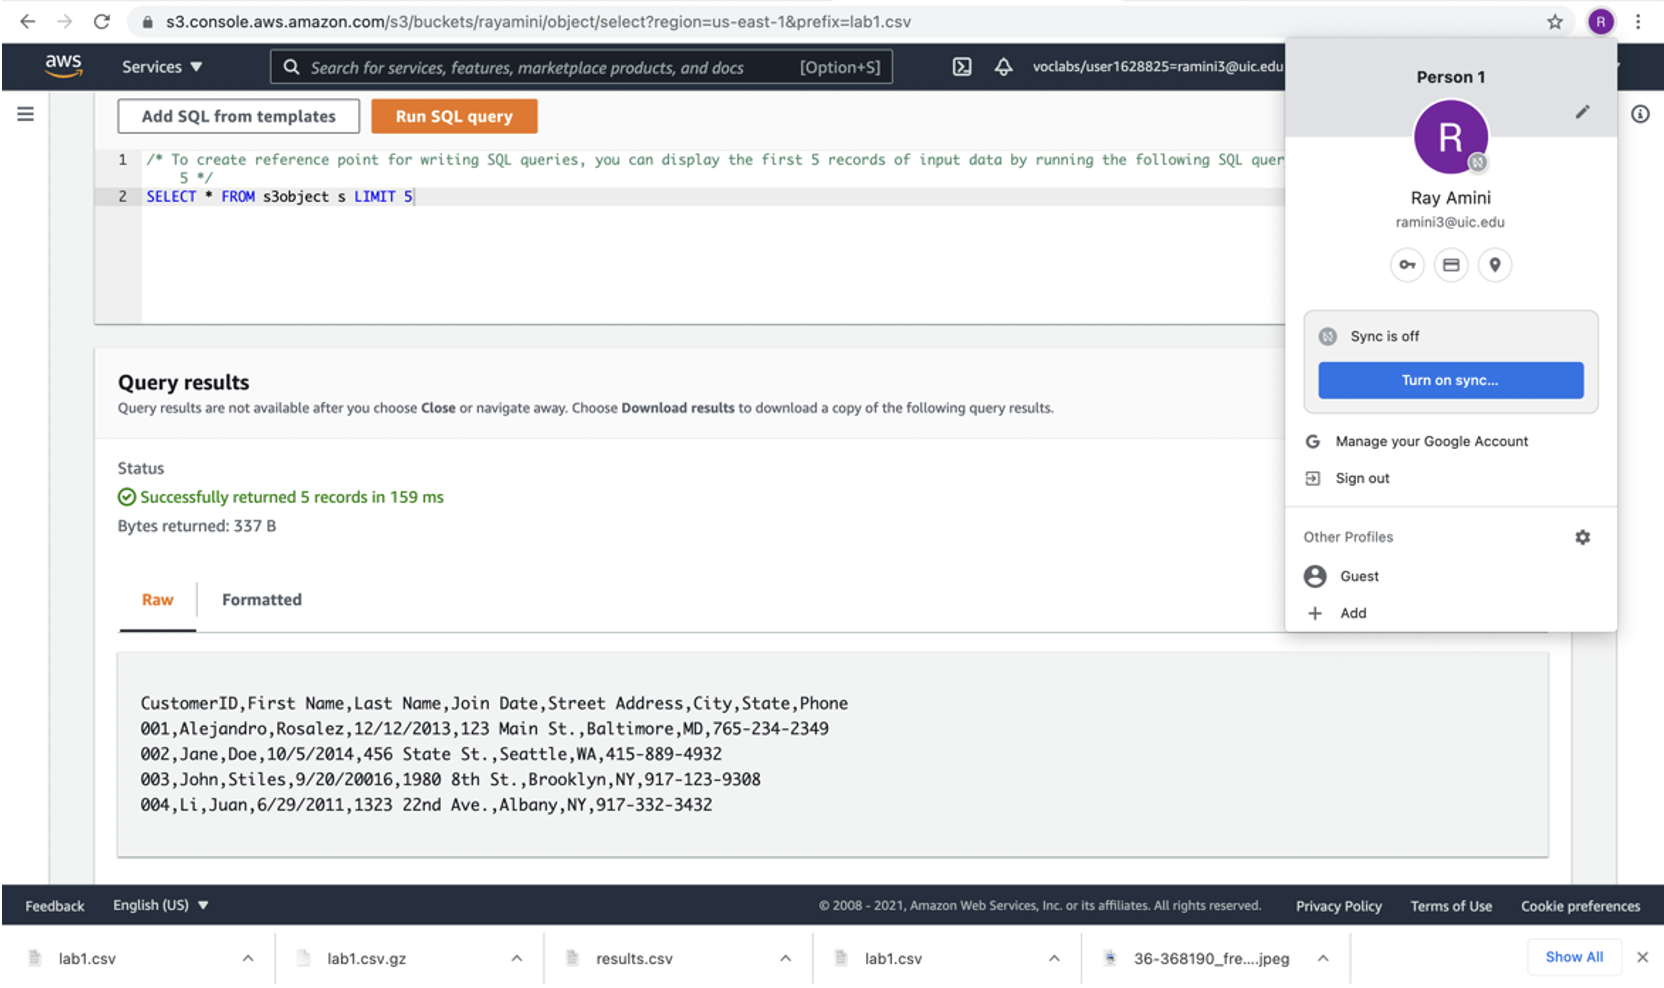 s3.console.aws.amazon.com/s3/buckets/rayamini/object/select?region=us-east-1&prefix=lab1.csv
R
aws
Services ▼
Search for services, features, marketplace products, and docs
[Option+S]
voclabs/user1628825=ramini3@uic.edu
Add SQL from templates
Run SQL query
1 /* To create reference point for writing SQL queries, you can display the first 5 records of input data by running the following SQL quer
5 */
2 SELECT * FROM s3object s LIMIT 5
Query results
Query results are not available after you choose Close or navigate away. Choose Download results to download a copy of the following query results.
Status
Successfully returned 5 records in 159 ms
Bytes returned: 337 B
Raw
Formatted
CustomerID,First Name,Last Name,Join Date,Street Address,City,State,Phone
001,Alejandro,Rosalez,12/12/2013,123 Main St.,Baltimore,MD,765-234-2349
002,Jane,Doe,10/5/2014,456 State St.,Seattle,WA,415-889-4932
003,John,Stiles,9/20/20016,1980 8th St.,Brooklyn,NY,917-123-9308
004,Li,Juan,6/29/2011,1323 22nd Ave.,Albany,NY,917-332-3432
Person 1
R
Ray Amini
ramini3@uic.edu
Sync is off
Turn on sync...
G Manage your Google Account
Sign out
Other Profiles
Guest
+ Add
Feedback
English (US) ▼
© 2008 - 2021, Amazon Web Services, Inc. or its affiliates. All rights reserved.
Privacy Policy
Terms of Use
Cookie preferences
lab1.csv
lab1.csv.gz
results.csv
lab1.csv
36-368190_fre....jpeg
Show All